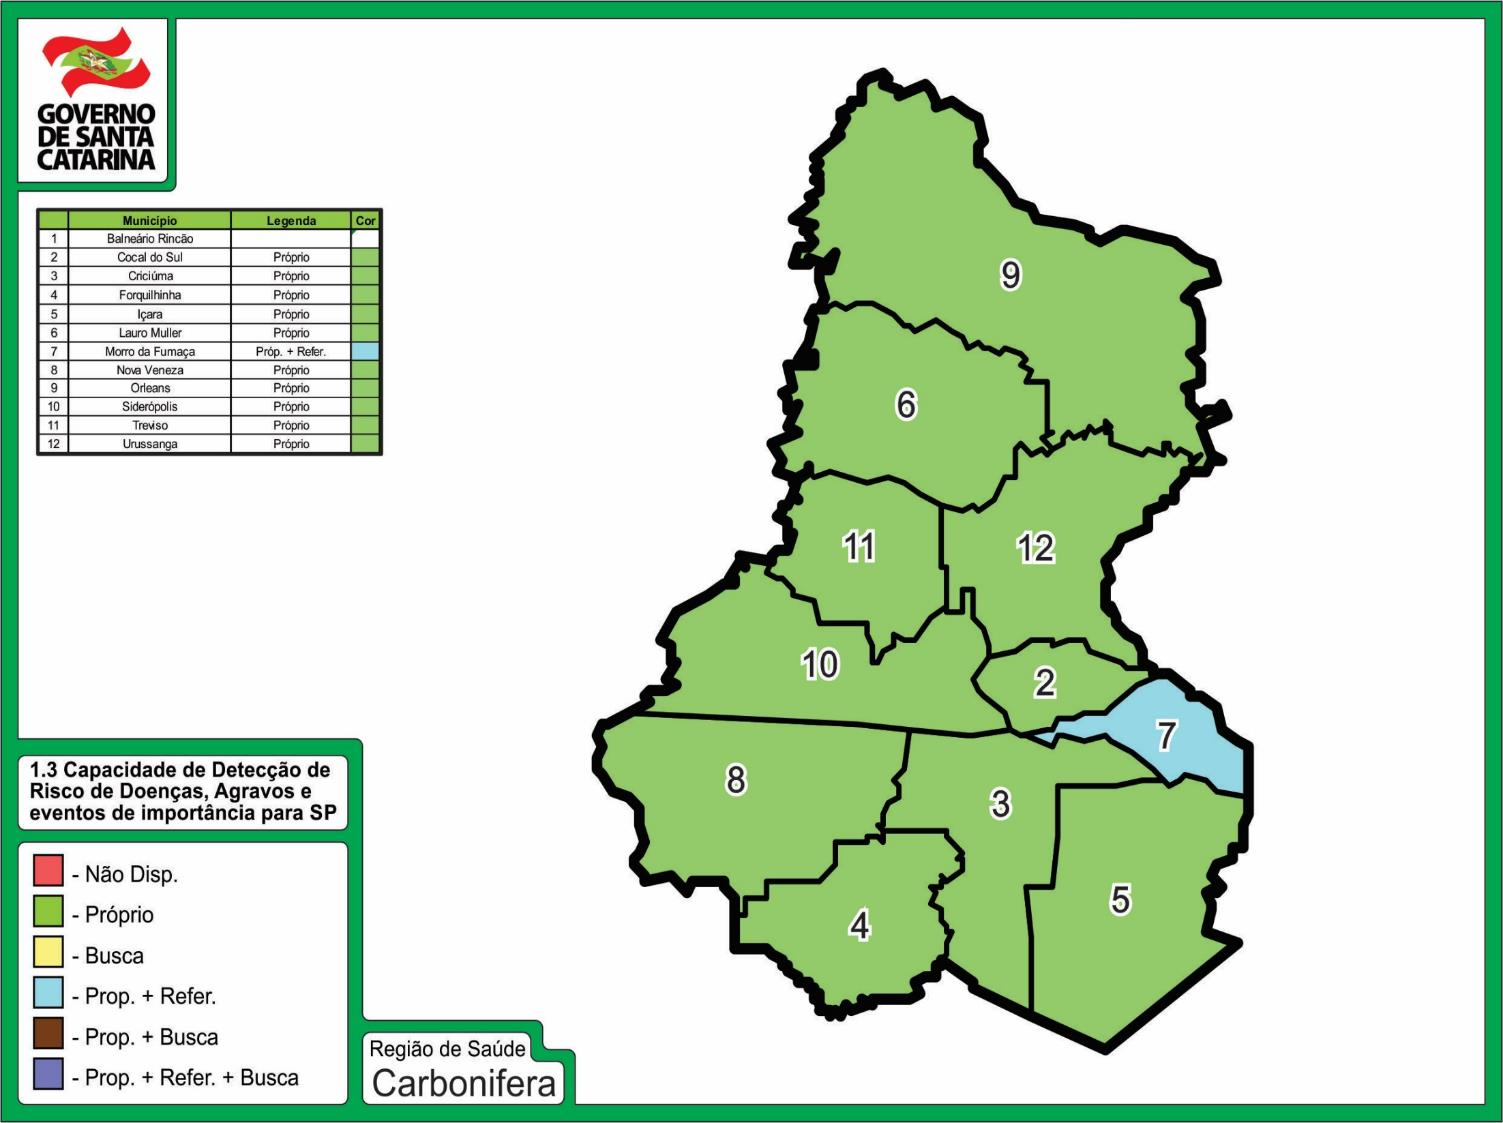 GOVERNO
DE SANTA
CATARINA
Município Legenda Cor
1 Balneário Rincão
2 Cocal do Sul Próprio
3 Criciúma Próprio
4 Forquilhinha Próprio
5 Içara Próprio
6 Lauro Muller Próprio
7 Morro da Fumaça Próp. + Refer.
8 Nova Veneza Próprio
9 Orleans Próprio
10 Siderópolis Próprio
11 Treviso Próprio
12 Urussanga Próprio
9
6
11
12
10
2
7
8
3
5
4
1.3 Capacidade de Detecção de
Risco de Doenças, Agravos e
eventos de importância para SP
- Não Disp.
- Próprio
- Busca
- Prop. + Refer.
- Prop. + Busca
- Prop. + Refer. + Busca
Região de Saúde
Carbonifera